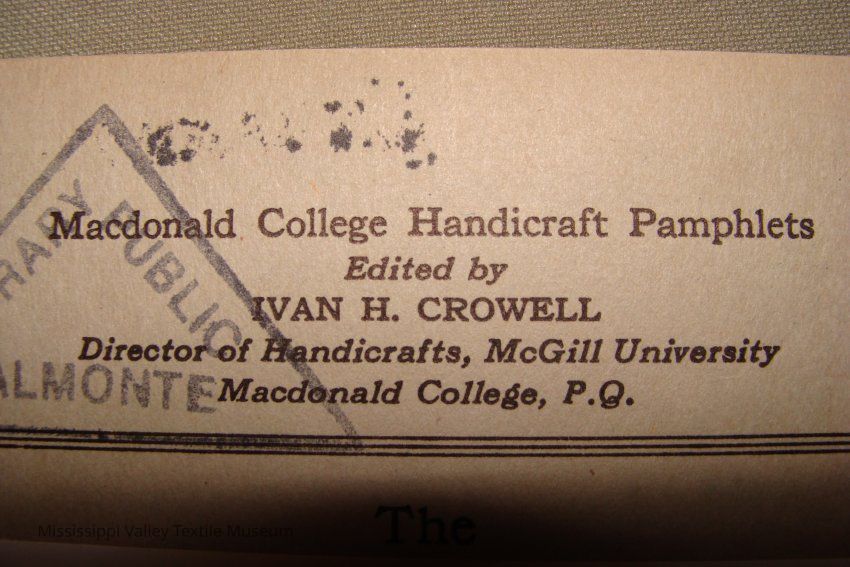 Macdonald College Handicraft Pamphlets
Edited by
IVAN H. CROWELL
Director of Handicrafts, McGill University
Macdonald College, P.Q.
PUBLIC
ALMONTE
The
Mississippi Valley Textile Museum